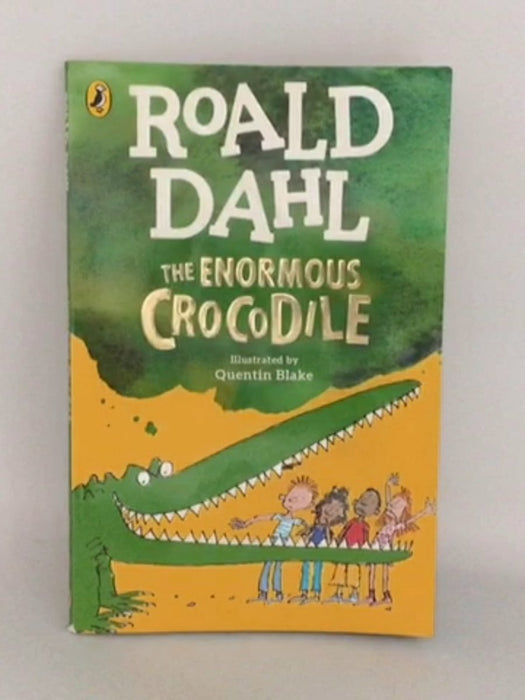 ROALD
DAHL
THE ENORMOUS
CROCODILE
Illustrated by
Quentin Blake